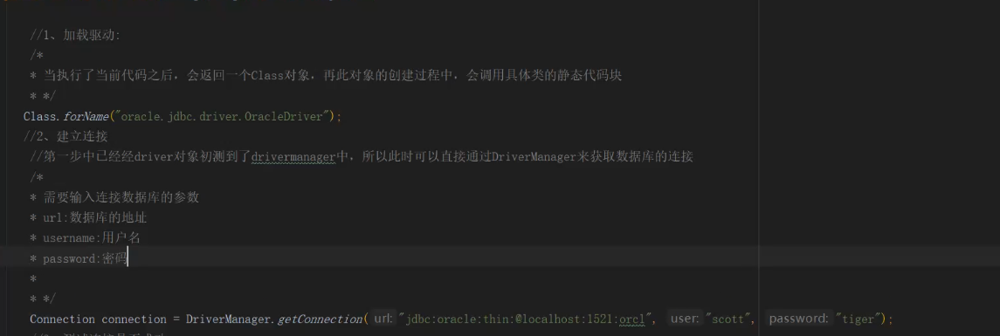 //1、加载驱动:
/*
* 当执行了当前代码之后，会返回一个Class对象，再此对象的创建过程中，会调用具体类的静态代码块
* */
Class.forName("oracle.jdbc.driver.OracleDriver");
//2、建立连接
//第一步中已经经driver对象初测到了drivermanager中，所以此时可以直接通过DriverManager来获取数据库的连接
/*
* 需要输入连接数据库的参数
* url:数据库的地址
* username:用户名
* password:密码
*
* */
Connection connection = DriverManager.getConnection( url: "jdbc:oracle:thin:@localhost:1521:orcl", user: "scott", password: "tiger");